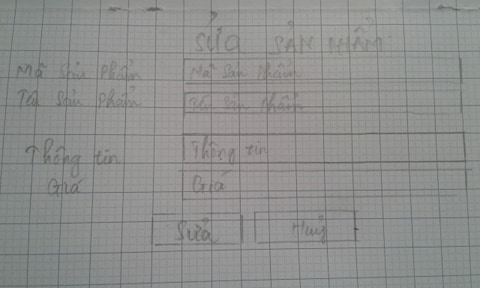 SỬA SẢN PHẨM
Mã Sản Phẩm Mã Sản Phẩm
Tên Sản Phẩm Tên Sản Phẩm
Thông tin Thông tin
Giá Giá
Sửa Huỷ